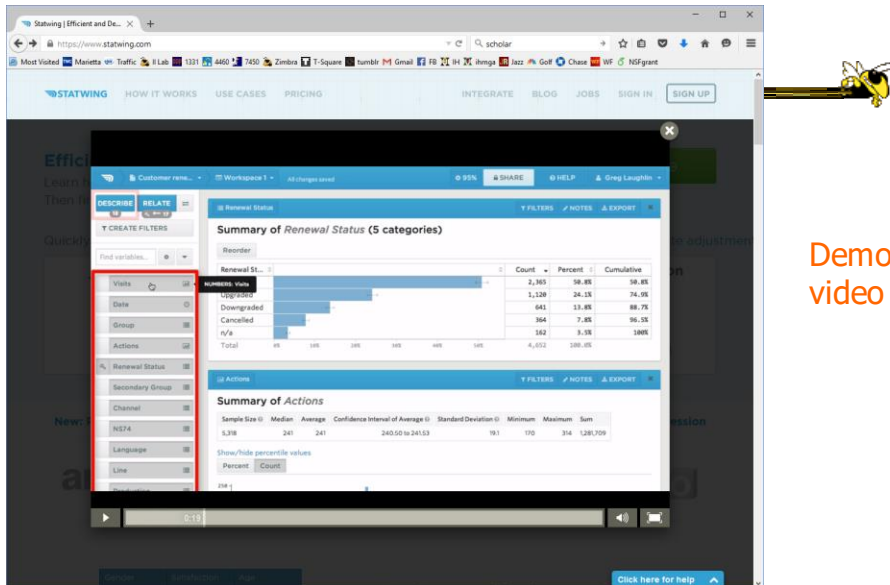 Statwing | Efficient and De...
https://www.statwing.com
scholar
Most Visited Marietta Traffic II Lab 1331 4460 7450 Zimbra T-Square tumblr Gmail FB IH ihmga Jazz Golf Chase WF NSFgrant
STATWING HOW IT WORKS USE CASES PRICING INTEGRATE BLOG JOBS SIGN IN SIGN UP
Customer rene... Workspace 1 All changes saved 95% SHARE HELP Greg Laughlin
DESCRIBE RELATE
CREATE FILTERS
Find variables...
Visits
Date
Group
Actions
Renewal Status
Secondary Group
Channel
NS74
Language
Line
NUMBERS: Visits
Renewal Status FILTERS NOTES EXPORT
Summary of Renewal Status (5 categories)
Reorder
Renewal St... Count Percent Cumulative
2,365 50.8% 50.8%
Upgraded 1,120 24.1% 74.9%
Downgraded 641 13.8% 88.7%
Cancelled 364 7.8% 96.5%
n/a 162 3.5% 100%
Total 0% 10% 20% 30% 40% 50% 4,652 100.0%
Actions FILTERS NOTES EXPORT
Summary of Actions
Sample Size Median Average Confidence Interval of Average Standard Deviation Minimum Maximum Sum
5,318 241 241 240.50 to 241.53 19.1 170 314 1,281,709
Show/hide percentile values
Percent Count
250
0:19
Click here for help
Demo
video